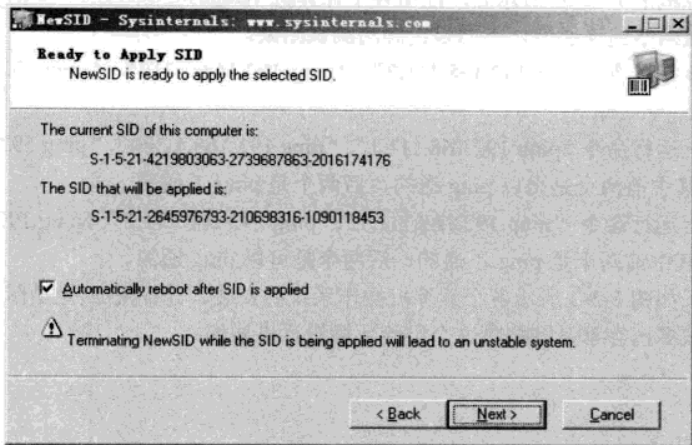 NewSID - Sysinternals: www.sysinternals.com
Ready to Apply SID
NewSID is ready to apply the selected SID.
The current SID of this computer is:
S-1-5-21-4219803063-2739687863-2016174176
The SID that will be applied is:
S-1-5-21-2645976793-210698316-1090118453
Automatically reboot after SID is applied
Terminating NewSID while the SID is being applied will lead to an unstable system.
< Back
Next >
Cancel